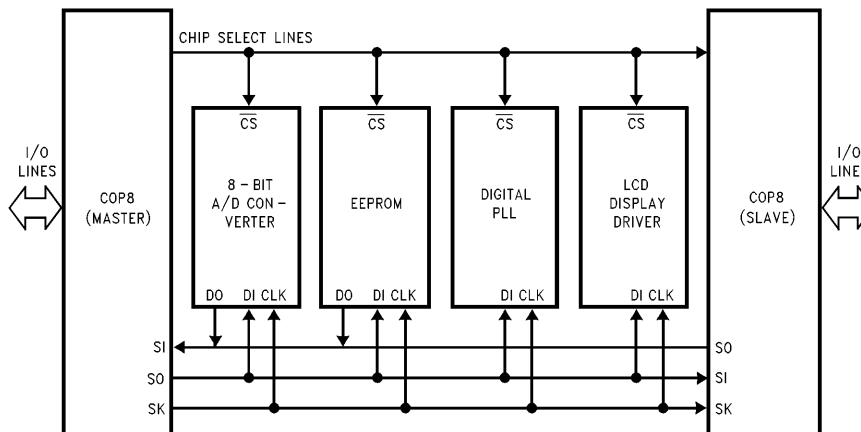 CHIP SELECT LINES
I/O
LINES
COP8
(MASTER)
CS
8 - BIT
A/D CON -
VERTER
DO DI CLK
CS
EEPROM
DO DI CLK
CS
DIGITAL
PLL
DI CLK
CS
LCD
DISPLAY
DRIVER
DI CLK
COP8
(SLAVE)
I/O
LINE
SI
SO
SK
SO
SI
SK